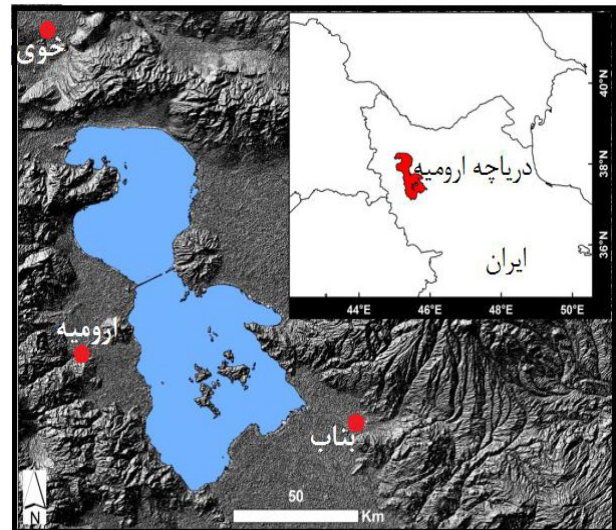 خوی
دریاچه ارومیه
ایران
40°N
38°N
36°N
44°E
46°E
48°E
50°E
ارومیه
بناب
N
50
Km